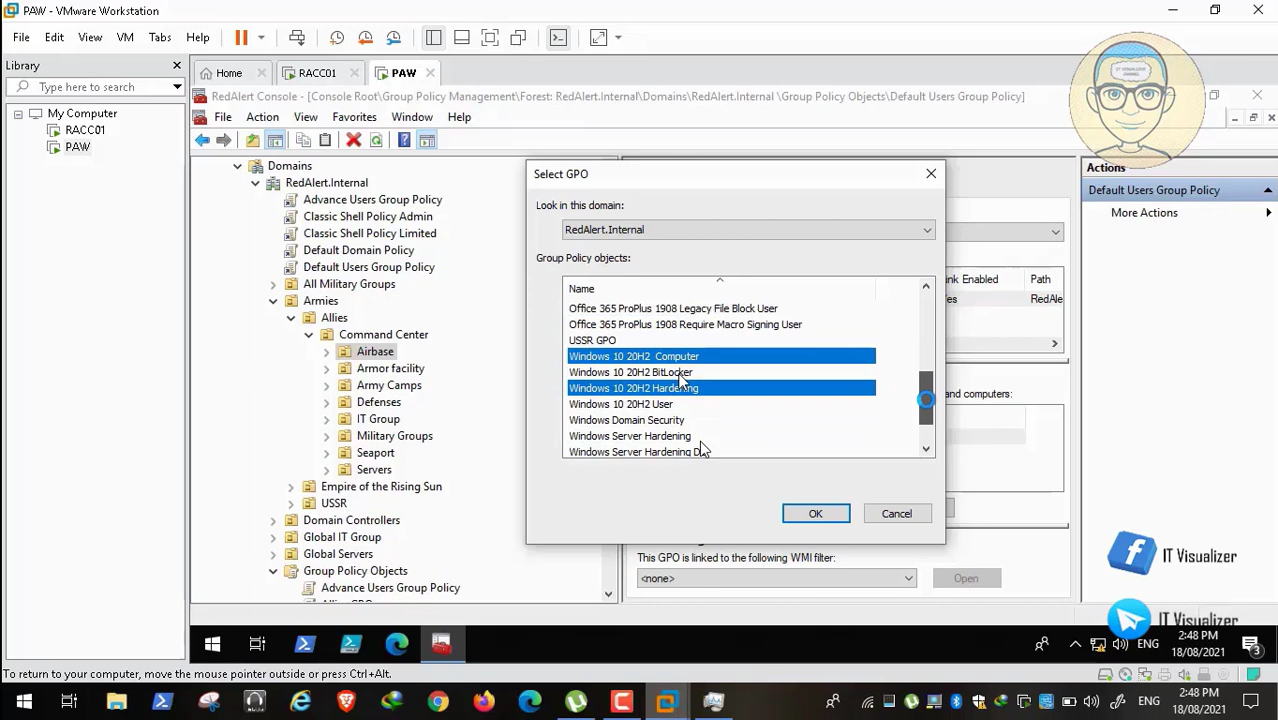 PAW - VMware Workstation
File Edit View VM Tabs Help
Library
Type here to search
My Computer
RACC01
PAW
Home RACC01 PAW
RedAlert Console - [Console Root\Group Policy Management\Forest: RedAlert.Internal\Domains\RedAlert.Internal \Group Policy Objects\Default Users Group Policy]
IT VISUALIZER
CHANNEL
File Action View Favorites Window Help
Domains
RedAlert.Internal
Advance Users Group Policy
Classic Shell Policy Admin
Classic Shell Policy Limited
Default Domain Policy
Default Users Group Policy
All Military Groups
Armies
Allies
Command Center
Airbase
Armor facility
Army Camps
Defenses
IT Group
Military Groups
Seaport
Servers
Empire of the Rising Sun
USSR
Domain Controllers
Global IT Group
Global Servers
Group Policy Objects
Advance Users Group Policy
Select GPO
Look in this domain:
RedAlert.Internal
Group Policy objects:
Name
Office 365 ProPlus 1908 Legacy File Block User
Office 365 ProPlus 1908 Require Macro Signing User
USSR GPO
Windows 10 20H2 Computer
Windows 10 20H2 BitLocker
Windows 10 20H2 Hardening
Windows 10 20H2 User
Windows Domain Security
Windows Server Hardening
Windows Server Hardening D
OK Cancel
ink Enabled Path
es RedAle
and computers:
This GPO is linked to the following WMI filter:
<none> Open
Actions
Default Users Group Policy
More Actions
IT Visualizer
IT Visualizer
ENG 2:48 PM
18/08/2021
3
To return to your computer, move the mouse pointer outside or press Ctrl+Alt.
ENG 2:48 PM
18/08/2021